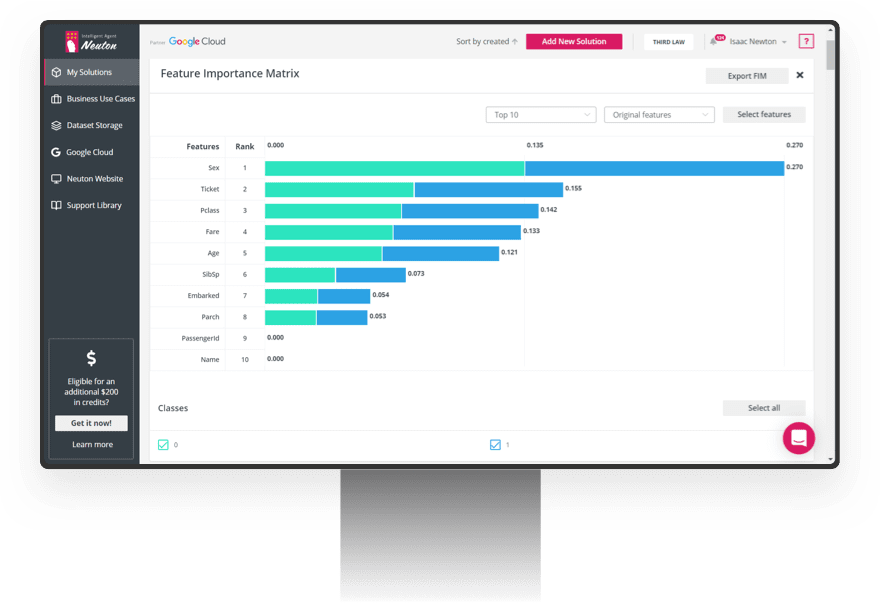 Intelligent Agent
Neuton
Partner Google Cloud
Sort by created
Add New Solution
THIRD LAW
Isaac Newton
?
My Solutions
Business Use Cases
Dataset Storage
Google Cloud
Neuton Website
Support Library
$
Eligible for an
additional $200
in credits?
Get it now!
Learn more
Feature Importance Matrix
Export FIM
Top 10
Original features
Select features
Features Rank 0.000 0.135 0.270
Sex 1 0.270
Ticket 2 0.155
Pclass 3 0.142
Fare 4 0.133
Age 5 0.121
SibSp 6 0.073
Embarked 7 0.054
Parch 8 0.053
PassengerId 9 0.000
Name 10 0.000
Classes
Select all
0
1